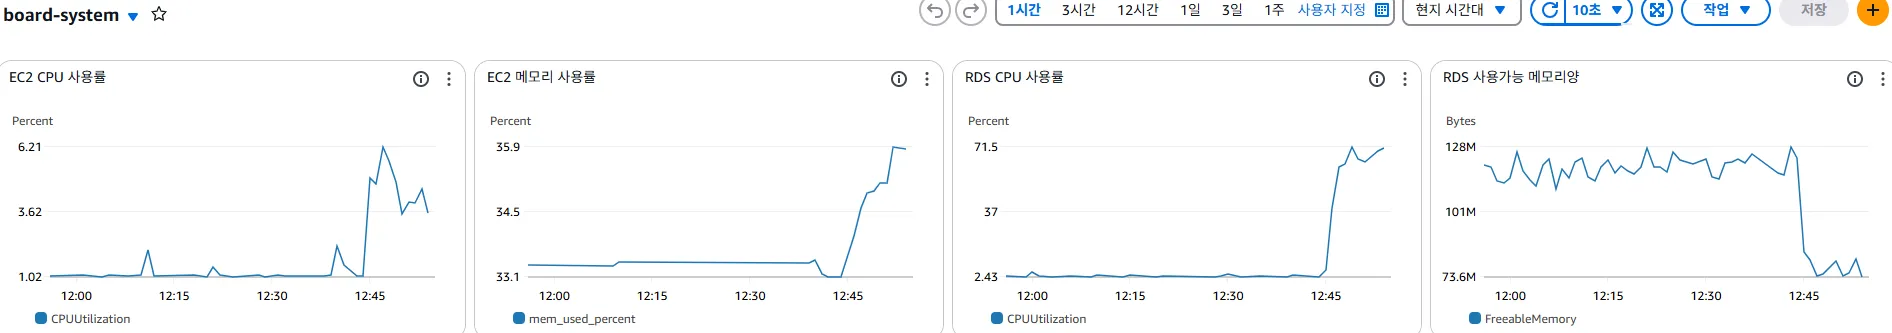 board-system
1시간 3시간 12시간 1일 3일 1주 사용자 지정 현지 시간대 10초 작업 저장
EC2 CPU 사용률
Percent
6.21
3.62
1.02
12:00 12:15 12:30 12:45
CPUUtilization
EC2 메모리 사용률
Percent
35.9
34.5
33.1
12:00 12:15 12:30 12:45
mem_used_percent
RDS CPU 사용률
Percent
71.5
37
2.43
12:00 12:15 12:30 12:45
CPUUtilization
RDS 사용가능 메모리양
Bytes
128M
101M
73.6M
12:00 12:15 12:30 12:45
FreeableMemory